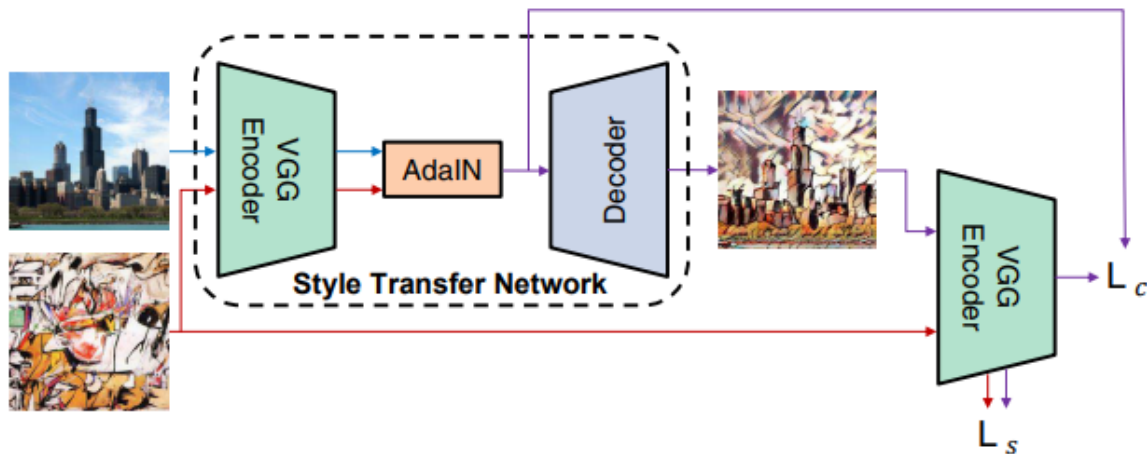 VGG
Encoder
AdaIN
Decoder
Style Transfer Network
VGG
Encoder
L c
L s